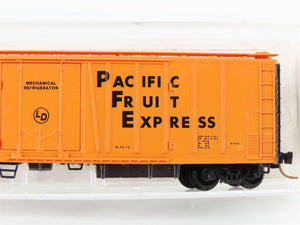 MECHANICAL
REFRIGERATOR
LD
PACIFIC
FRUIT
EXPRESS